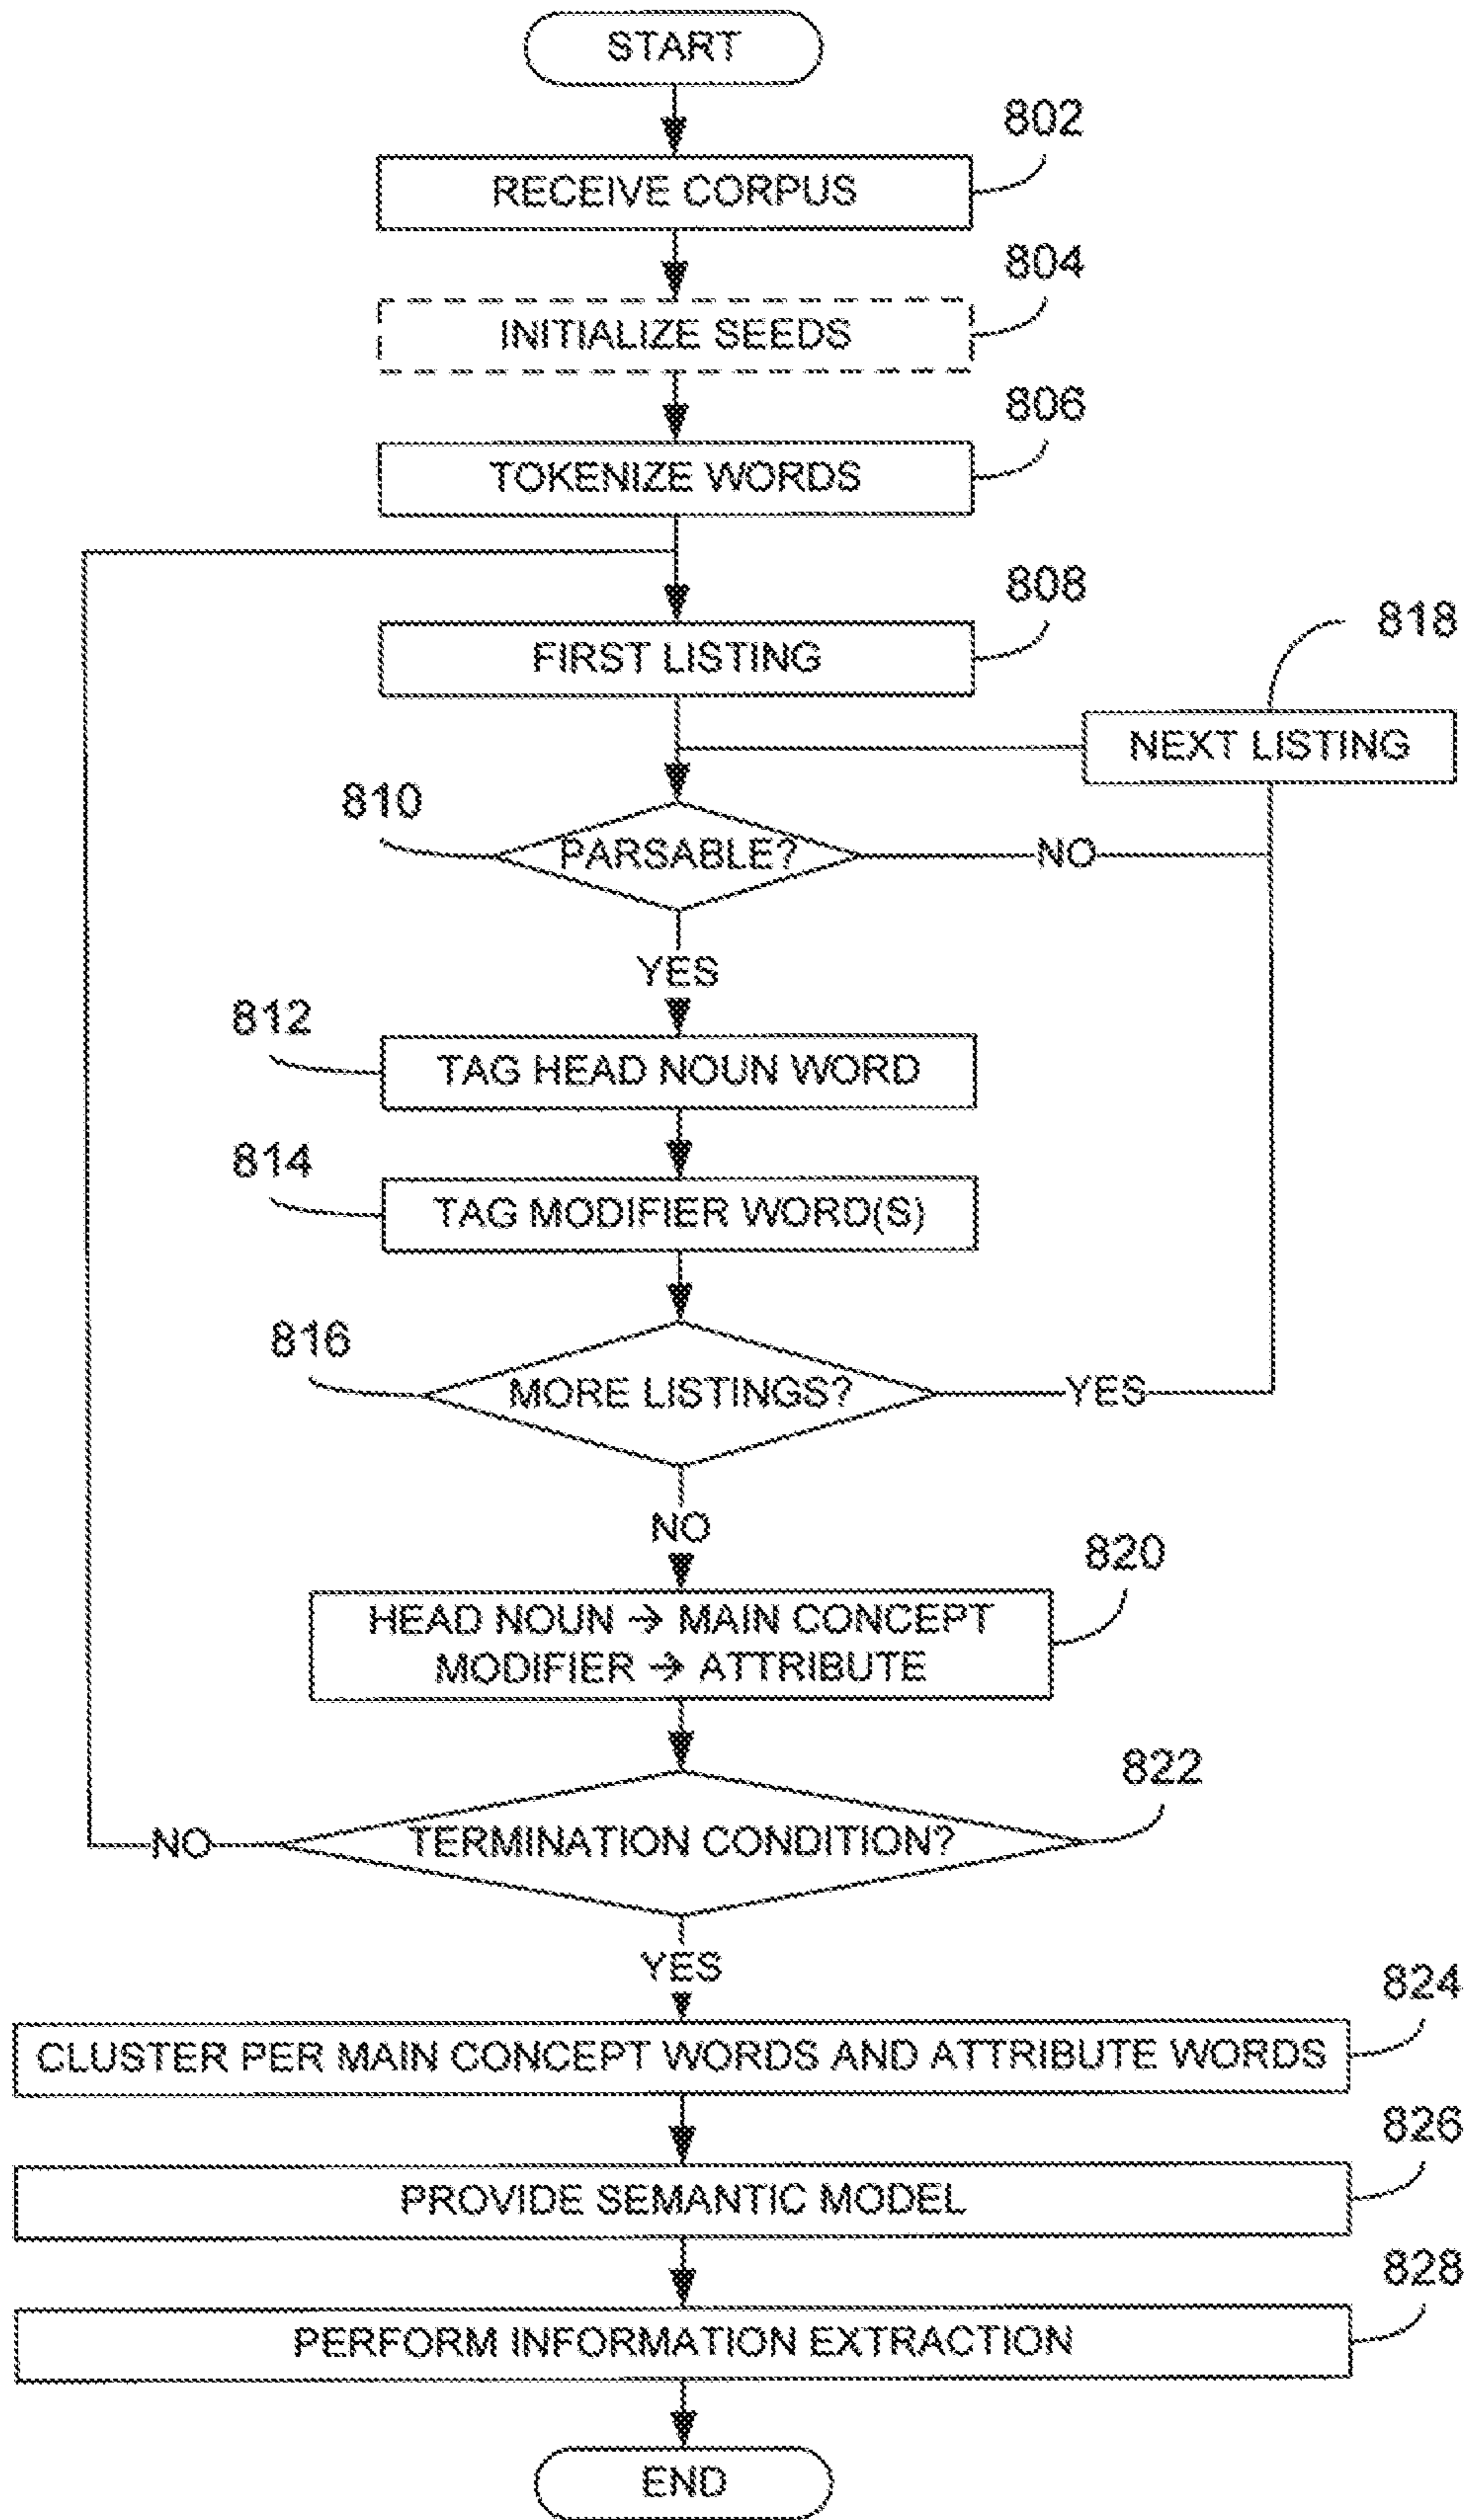 START
802
RECEIVE CORPUS
804
INITIALIZE SEEDS
806
TOKENIZE WORDS
808
FIRST LISTING
818
NEXT LISTING
810
PARSABLE?
NO
YES
812
TAG HEAD NOUN WORD
814
TAG MODIFIER WORD(S)
816
MORE LISTINGS?
YES
NO
820
HEAD NOUN → MAIN CONCEPT
MODIFIER → ATTRIBUTE
822
NO
TERMINATION CONDITION?
YES
824
CLUSTER PER MAIN CONCEPT WORDS AND ATTRIBUTE WORDS
826
PROVIDE SEMANTIC MODEL
828
PERFORM INFORMATION EXTRACTION
END